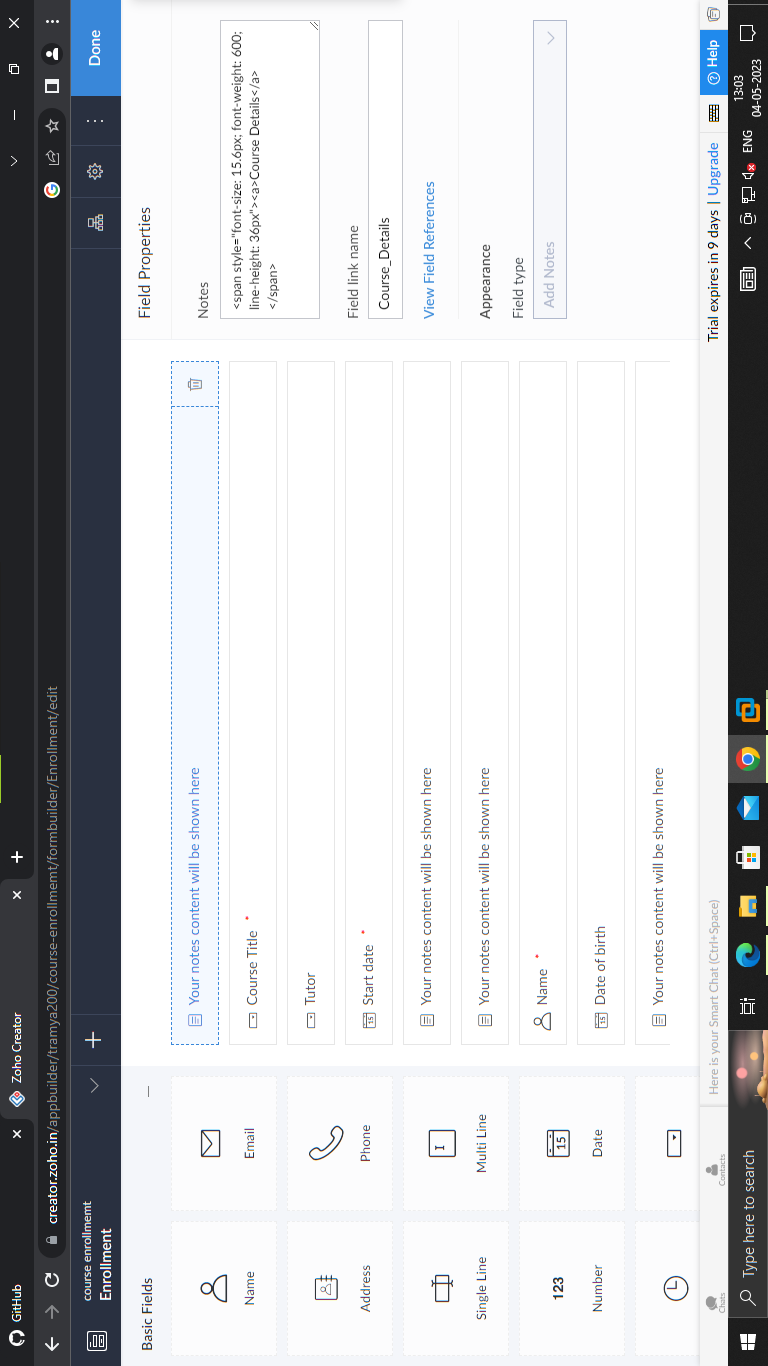 GitHub
Zoho Creator
creator.zoho.in/appbuilder/tramya200/course-enrollmemt/formbuilder/Enrollment/edit
course enrollmemt
Enrollment
Done
Basic Fields
Name
Email
Address
Phone
Single Line
Multi Line
123
Number
15
Date
Your notes content will be shown here
Course Title *
Tutor
15
Start date *
Your notes content will be shown here
Your notes content will be shown here
Name *
15
Date of birth
Your notes content will be shown here
Field Properties
Notes
<span style="font-size: 15.6px; font-weight: 600;
line-height: 36px"><a>Course Details</a>
</span>
Field link name
Course_Details
View Field References
Appearance
Field type
Add Notes
Chats
Contacts
Here is your Smart Chat (Ctrl+Space)
Trial expires in 9 days | Upgrade
Help
Type here to search
ENG
13:03
04-05-2023